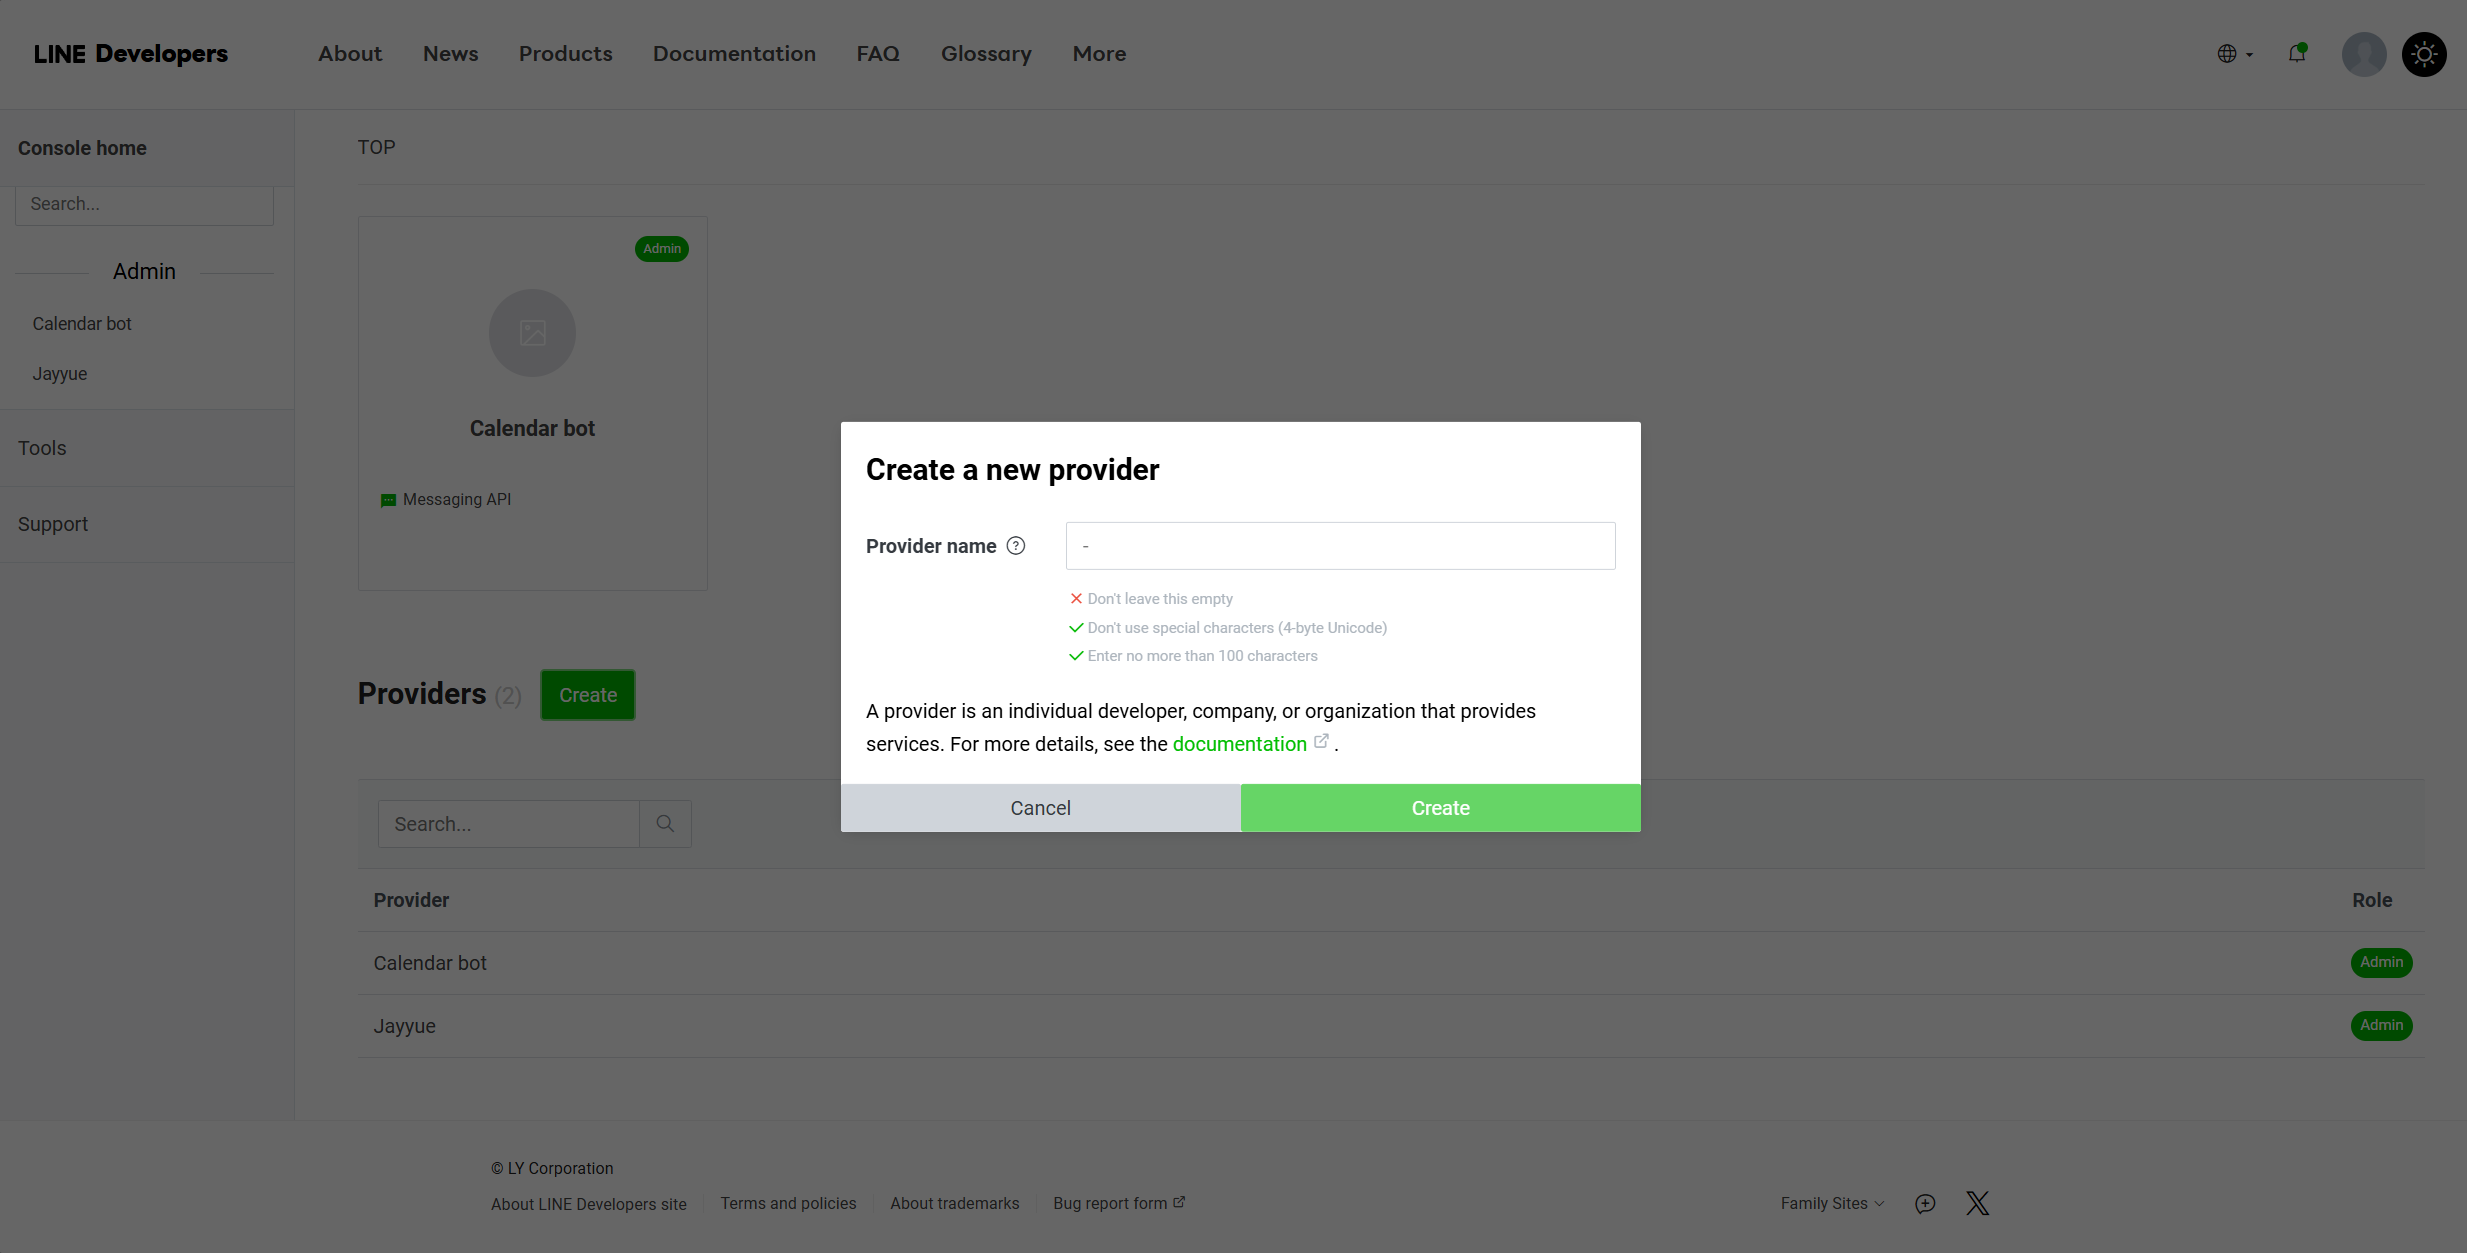 LINE Developers
About
News
Products
Documentation
FAQ
Glossary
More
Console home
Search...
Admin
Calendar bot
Jayyue
Tools
Support
TOP
Admin
Calendar bot
Messaging API
Providers (2)
Create
Search...
Provider
Role
Calendar bot
Admin
Jayyue
Admin
Create a new provider
Provider name ?
-
Don't leave this empty
Don't use special characters (4-byte Unicode)
Enter no more than 100 characters
A provider is an individual developer, company, or organization that provides
services. For more details, see the documentation .
Cancel
Create
© LY Corporation
About LINE Developers site
Terms and policies
About trademarks
Bug report form
Family Sites